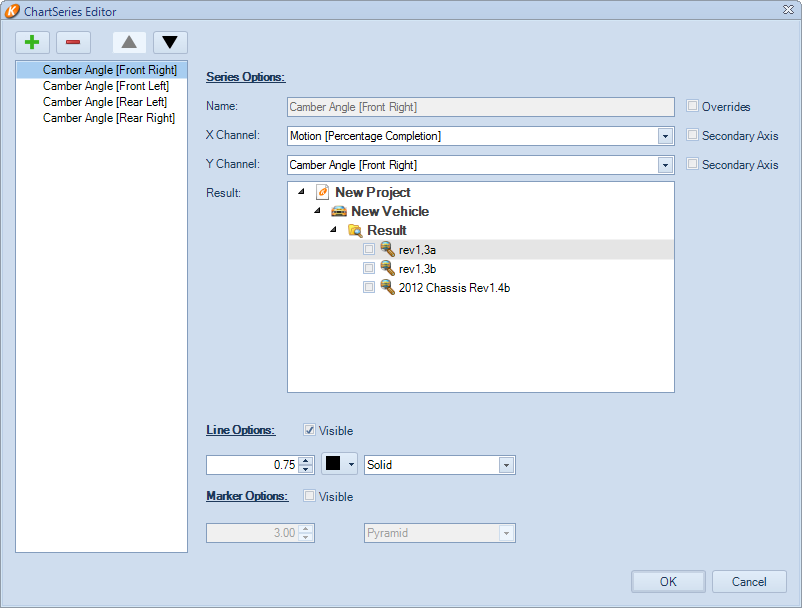 ChartSeries Editor
Camber Angle [Front Right]
Camber Angle [Front Left]
Camber Angle [Rear Left]
Camber Angle [Rear Right]
Series Options:
Name: Camber Angle [Front Right] Overrides
X Channel: Motion [Percentage Completion] Secondary Axis
Y Channel: Camber Angle [Front Right] Secondary Axis
Result:
New Project
New Vehicle
Result
rev1,3a
rev1,3b
2012 Chassis Rev1.4b
Line Options: Visible
0.75 Solid
Marker Options: Visible
3.00 Pyramid
OK Cancel